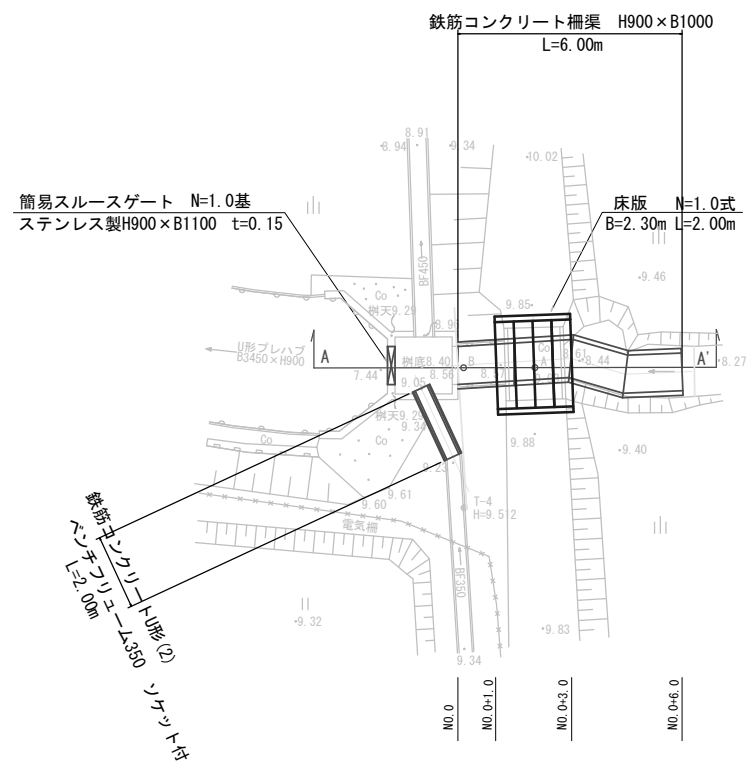 鉄筋コンクリート柵渠 H900×B1000
L=6.00m
簡易スルースゲート N=1.0基
ステンレス製H900×B1100 t=0.15
床版 N=1.0式
B=2.30m L=2.00m
8.91
8.94
9.34
10.02
9.46
BF450
Co
桝天9.29
8.96
9.85
U形プレハブ
B3450×H900
A
7.44
桝底8.40
8.56
B
8.57
Co
A
8.61
8.44
A'
8.27
9.05
桝天9.29
9.34
Co
Co
9.88
9.40
9.23
9.61
9.60
T-4
H=9.512
電気柵
BF350
9.32
9.83
9.34
鉄筋コンクリートU形(2)
ベンチフリューム350 ソケット付
L=2.00m
NO.0
NO.0+1.0
NO.0+3.0
NO.0+6.0